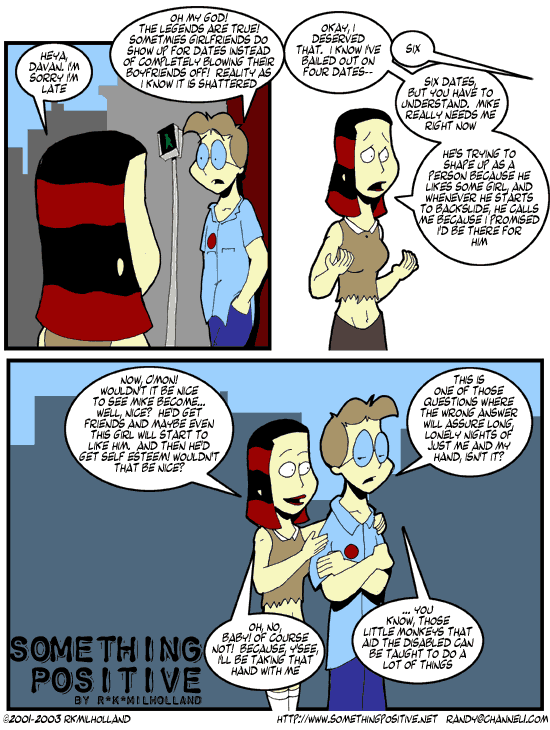 HEYA,
DAVAN. I'M
SORRY I'M
LATE
OH MY GOD!
THE LEGENDS ARE TRUE!
SOMETMIES GIRLFRIENDS DO
SHOW UP FOR DATES INSTEAD
OF COMPLETELY BLOWING THEIR
BOYFRIENDS OFF! REALITY AS
I KNOW IT IS SHATTERED
OKAY, I
DESERVED
THAT. I KNOW I'VE
BAILED OUT ON
FOUR DATES--
SIX
SIX DATES,
BUT YOU HAVE TO
UNDERSTAND. MIKE
REALLY NEEDS ME
RIGHT NOW
HE'S TRYING TO
SHAPE UP AS A
PERSON BECAUSE HE
LIKES SOME GIRL, AND
WHENEVER HE STARTS
TO BACKSLIDE, HE CALLS
ME BECAUSE I PROMISED
I'D BE THERE FOR
HIM
NOW, C'MON!
WOULDN'T IT BE NICE
TO SEE MIKE BECOME...
WELL, NICE? HE'D GET
FRIENDS AND MAYBE EVEN
THIS GIRL WILL START TO
LIKE HIM. AND THEN HE'D
GET SELF ESTEEM! WOULDN'T
THAT BE NICE?
THIS IS
ONE OF THOSE
QUESTIONS WHERE
THE WRONG ANSWER
WILL ASSURE LONG,
LONELY NIGHTS OF
JUST ME AND MY
HAND, ISN'T IT?
OH, NO,
BABY! OF COURSE
NOT! BECAUSE, Y'SEE,
I'LL BE TAKING THAT
HAND WITH ME
... YOU
KNOW, THOSE
LITTLE MONKEYS THAT
AID THE DISABLED CAN
BE TAUGHT TO DO A
LOT OF THINGS
SOMETHING
POSITIVE
BY R*K*MILHOLLAND
©2001-2003 RKMILHOLLAND
HTTP://WWW.SOMETHINGPOSITIVE.NET RANDY@CHANNEL1.COM